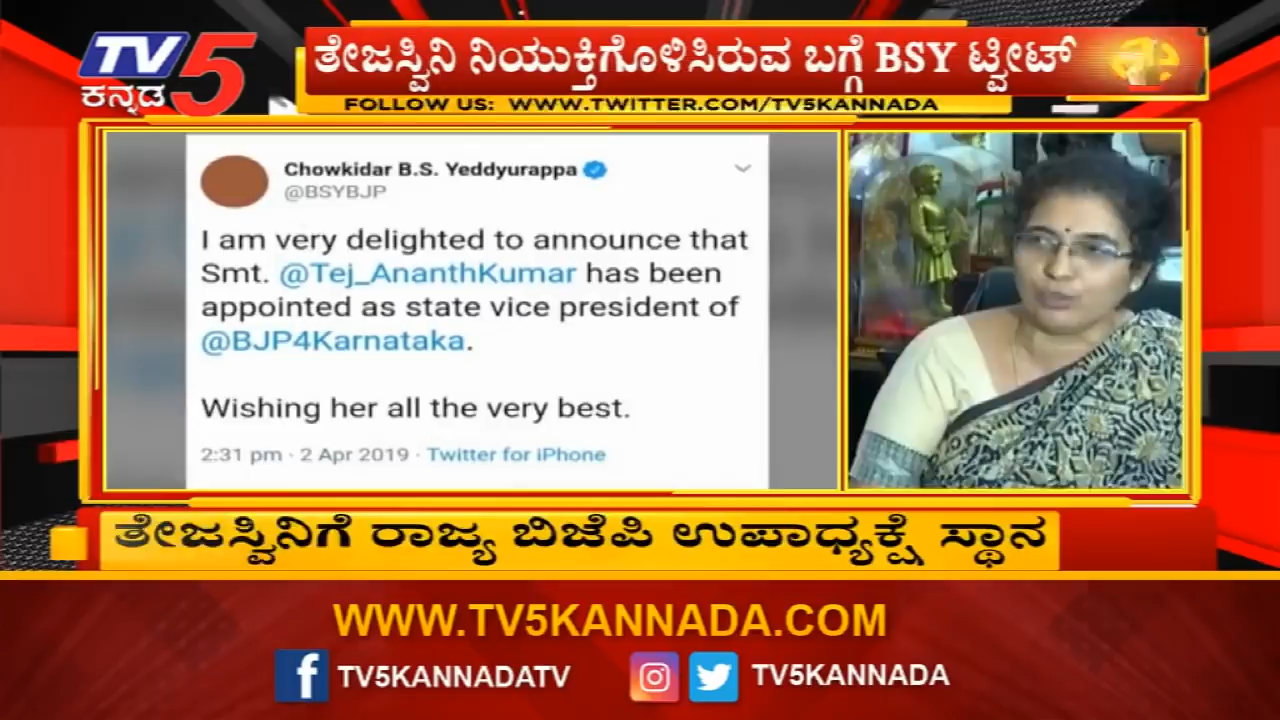 TV5
ಕನ್ನಡ
ತೇಜಸ್ವಿನಿ ನಿಯುಕ್ತಿಗೊಳಿಸಿರುವ ಬಗ್ಗೆ BSY ಟ್ವೀಟ್
FOLLOW US: WWW.TWITTER.COM/TV5KANNADA
Chowkidar B.S. Yeddyurappa
@BSYBJP
I am very delighted to announce that
Smt. @Tej_AnanthKumar has been
appointed as state vice president of
@BJP4Karnataka.
Wishing her all the very best.
2:31 pm · 2 Apr 2019 · Twitter for iPhone
ತೇಜಸ್ವಿನಿಗೆ ರಾಜ್ಯ ಬಿಜೆಪಿ ಉಪಾಧ್ಯಕ್ಷೆ ಸ್ಥಾನ
WWW.TV5KANNADA.COM
TV5KANNADATV
TV5KANNADA